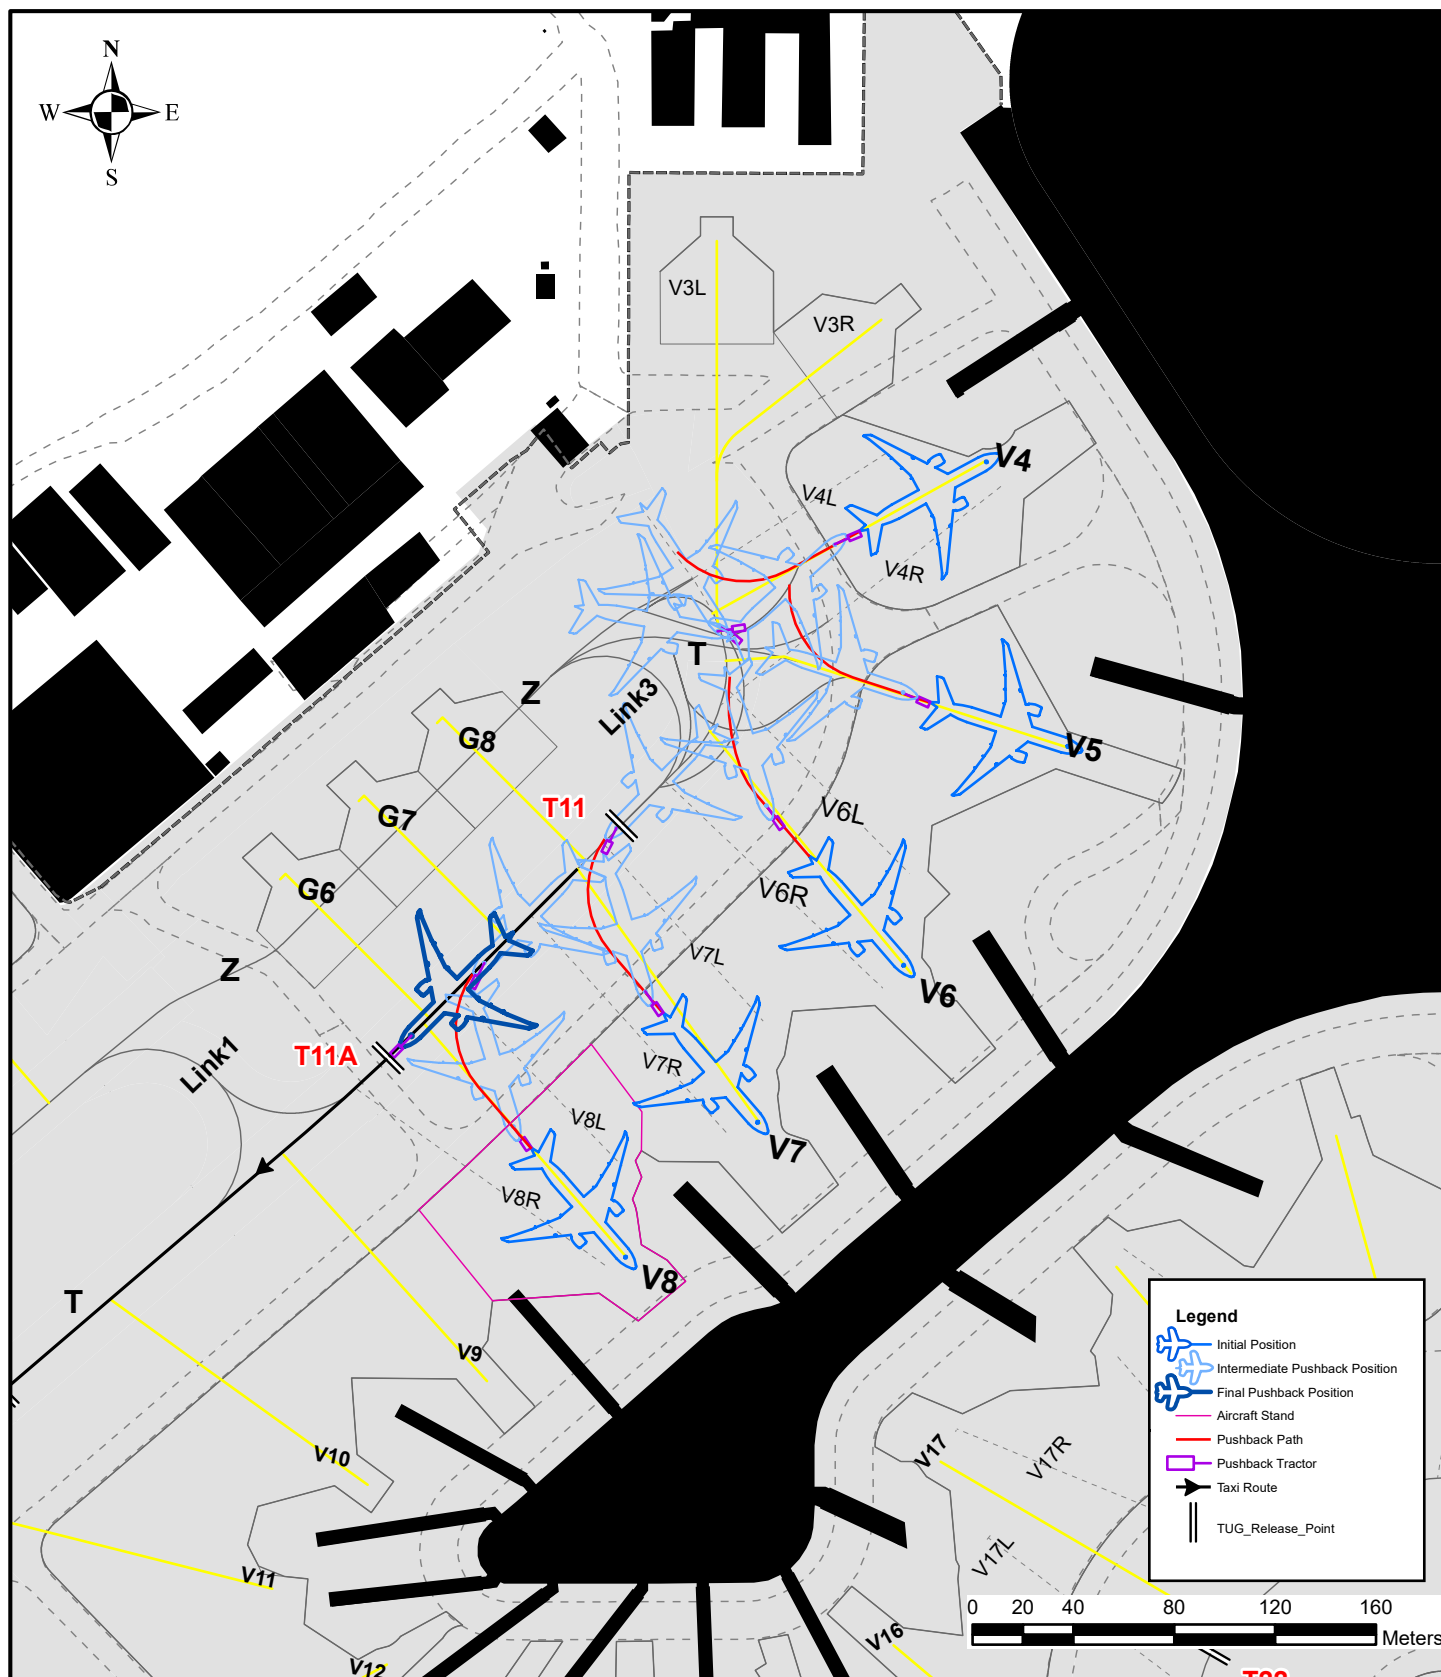 N
W E
S
V3L
V3R
V4
V4L
V4R
T
Z
Link3
V5
G8
T11
V6L
G7
V6R
G6
V7L
V6
Z
T11A
Link1
V7R
V8L
V7
V8R
V8
T
V9
V10
V17
V17R
V11
V17L
V16
V12
Legend
Initial Position
Intermediate Pushback Position
Final Pushback Position
Aircraft Stand
Pushback Path
Pushback Tractor
Taxi Route
TUG_Release_Point
0 20 40 80 120 160
Meters